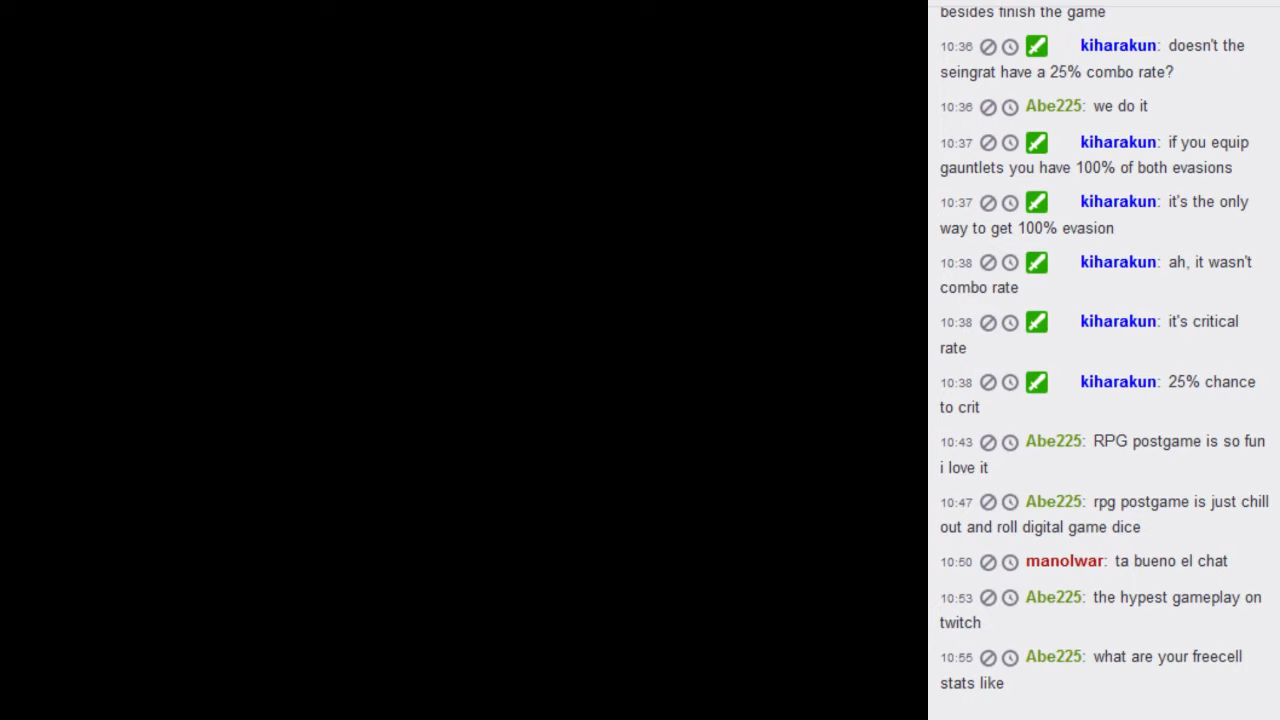 besides finish the game
10:36 kiharakun: doesn't the
seingrat have a 25% combo rate?
10:36 Abe225: we do it
10:37 kiharakun: if you equip
gauntlets you have 100% of both evasions
10:37 kiharakun: it's the only
way to get 100% evasion
10:38 kiharakun: ah, it wasn't
combo rate
10:38 kiharakun: it's critical
rate
10:38 kiharakun: 25% chance
to crit
10:43 Abe225: RPG postgame is so fun
i love it
10:47 Abe225: rpg postgame is just chill
out and roll digital game dice
10:50 manolwar: ta bueno el chat
10:53 Abe225: the hypest gameplay on
twitch
10:55 Abe225: what are your freecell
stats like